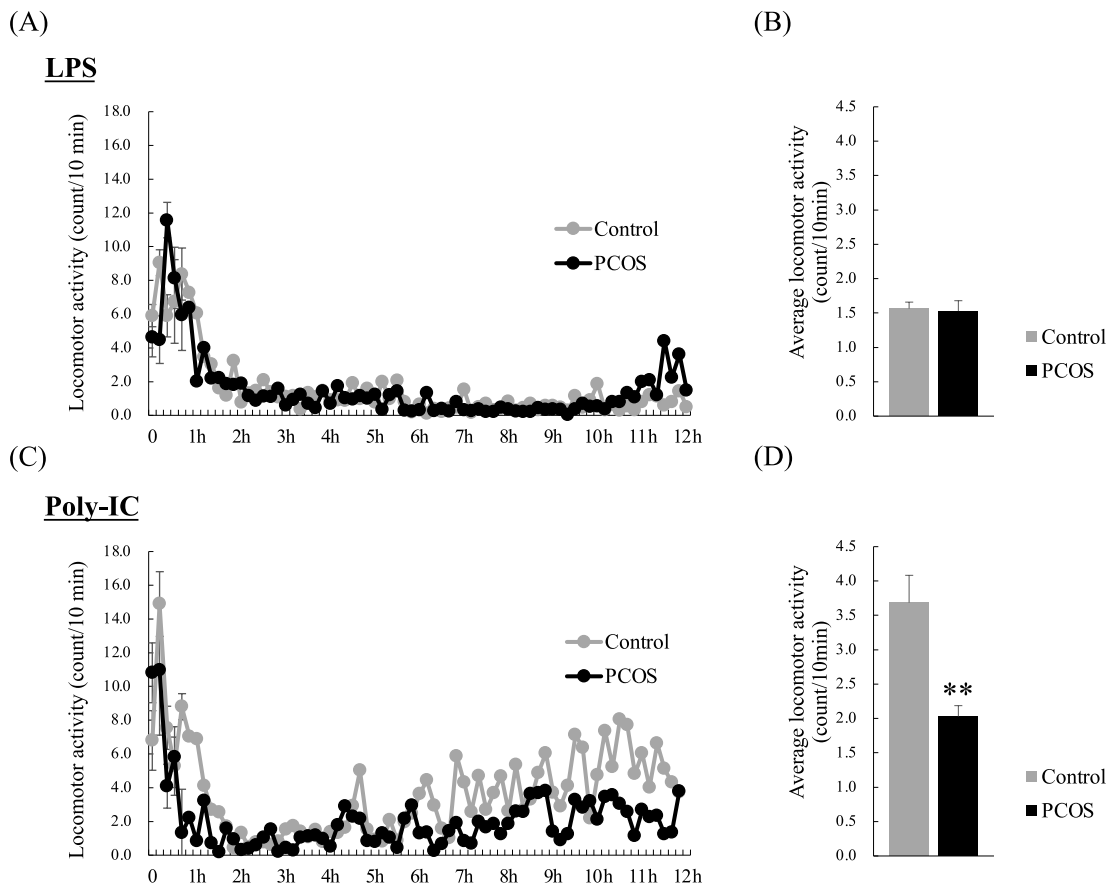 (A)
LPS
Locomotor activity (count/10 min)
18.0
16.0
14.0
12.0
10.0
8.0
6.0
4.0
2.0
0.0
0 1h 2h 3h 4h 5h 6h 7h 8h 9h 10h 11h 12h
Control
PCOS
(B)
Average locomotor activity
(count/10min)
4.5
4.0
3.5
3.0
2.5
2.0
1.5
1.0
0.5
0.0
Control
PCOS
(C)
Poly-IC
Locomotor activity (count/10 min)
18.0
16.0
14.0
12.0
10.0
8.0
6.0
4.0
2.0
0.0
0 1h 2h 3h 4h 5h 6h 7h 8h 9h 10h 11h 12h
Control
PCOS
(D)
Average locomotor activity
(count/10min)
4.5
4.0
3.5
3.0
2.5
2.0
1.5
1.0
0.5
0.0
**
Control
PCOS